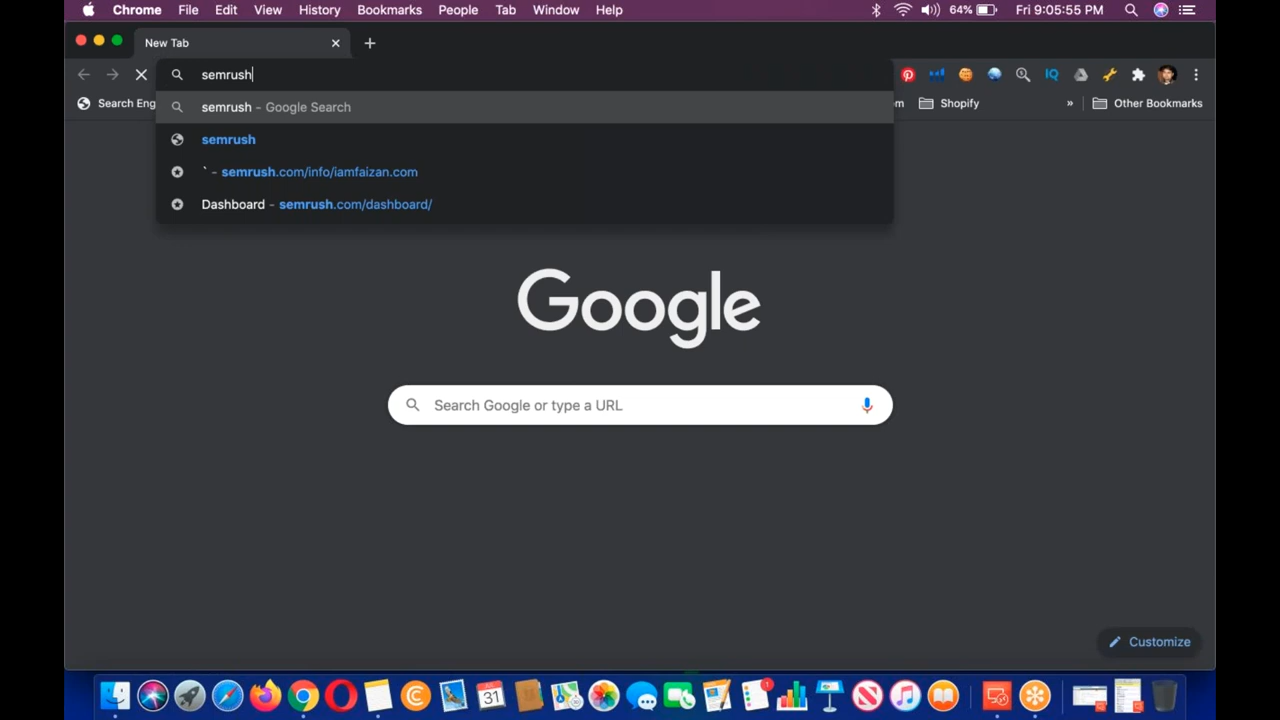 Chrome File Edit View History Bookmarks People Tab Window Help 64% Fri 9:05:55 PM
New Tab
semrush
Search Eng
om Shopify » Other Bookmarks
semrush - Google Search
semrush
` - semrush.com/info/iamfaizan.com
Dashboard - semrush.com/dashboard/
Google
Search Google or type a URL
Customize
31
1